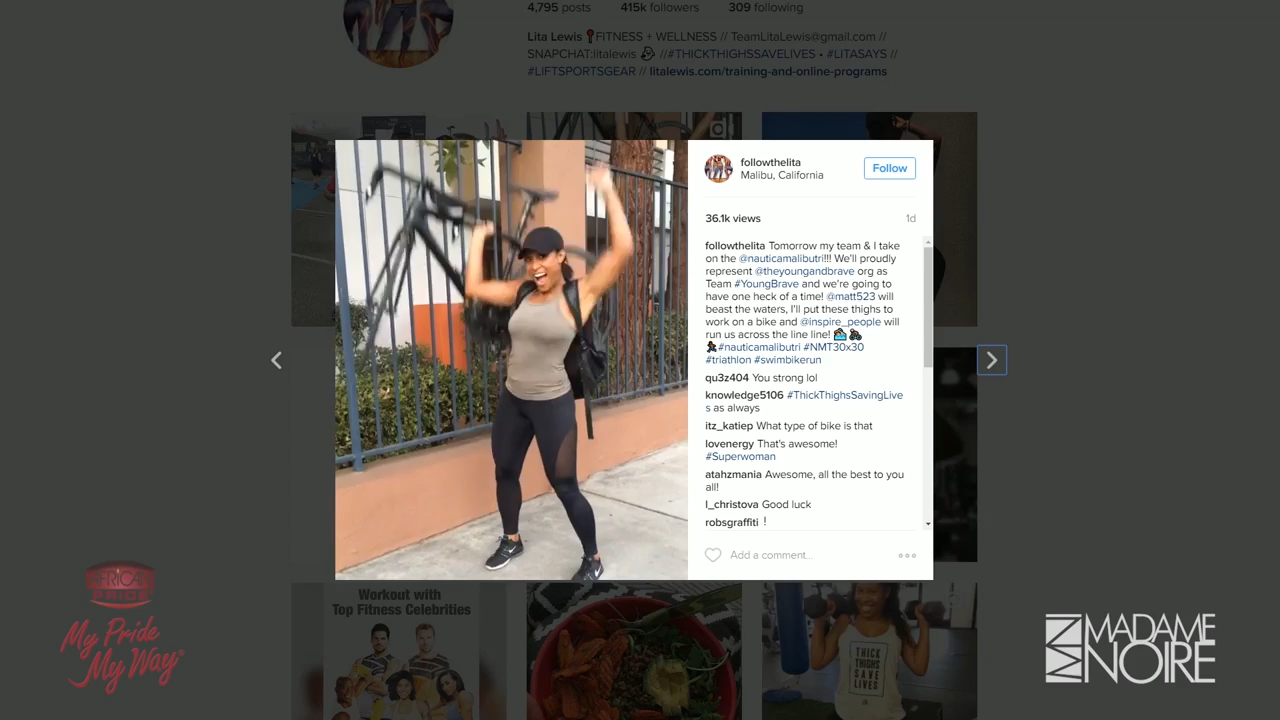 4,795 posts 415k followers 309 following
Lita Lewis FITNESS + WELLNESS // TeamLitaLewis@gmail.com //
SNAPCHAT:litalewis //#THICKTHIGHSSAVELIVES • #LITASAYS //
#LIFTSPORTSGEAR // litalewis.com/training-and-online-programs
followthelita
Malibu, California
Follow
36.1k views 1d
followthelita Tomorrow my team & I take
on the @nauticamalibutri!!! We'll proudly
represent @theyoungandbrave org as
Team #YoungBrave and we're going to
have one heck of a time! @matt523 will
beast the waters, I'll put these thighs to
work on a bike and @inspire_people will
run us across the line line! 🏊🏾🚴🏾
🏃🏾#nauticamalibutri #NMT30x30
#triathlon #swimbikerun
qu3z404 You strong lol
knowledge5106 #ThickThighsSavingLive
s as always
itz_katiep What type of bike is that
lovenergy That's awesome!
#Superwoman
atahzmania Awesome, all the best to you
all!
l_christova Good luck
robsgraffiti !
Add a comment...
Workout with
Top Fitness Celebrities
THICK
THIGHS
SAVE
LIVES
AFRICAN
PRIDE
My Pride
My Way
MADAME
NOIRE